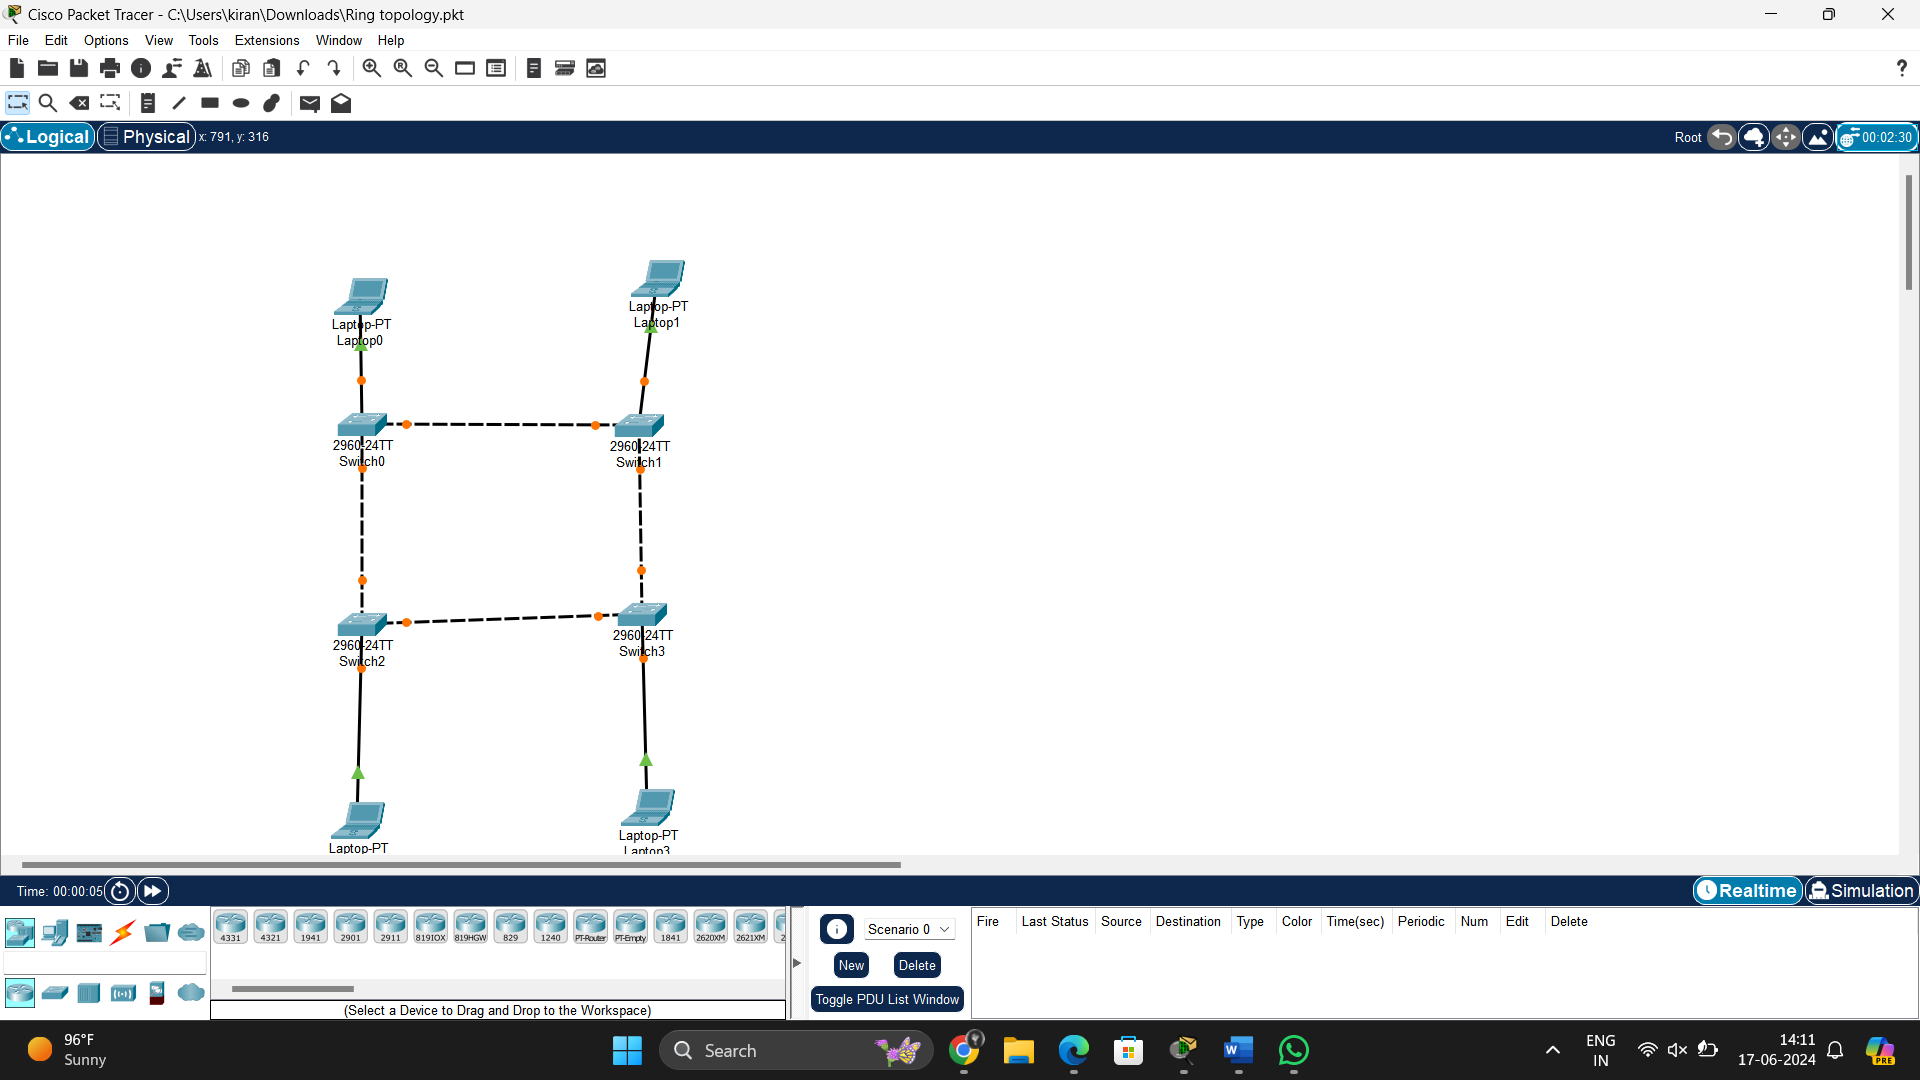 Cisco Packet Tracer - C:\Users\kiran\Downloads\Ring topology.pkt
File Edit Options View Tools Extensions Window Help
?
Logical Physical x: 791, y: 316 Root 00:02:30
Laptop-PT
Laptop0
Laptop-PT
Laptop1
2960-24TT
Switch0
2960-24TT
Switch1
2960-24TT
Switch2
2960-24TT
Switch3
Laptop-PT
Laptop-PT
Laptop3
Time: 00:00:05 Realtime Simulation
4331 4321 1941 2901 2911 819IOX 819HGW 829 1240 PT-Router PT-Empty 1841 2620XM 2621XM 2
(Select a Device to Drag and Drop to the Workspace)
Scenario 0
New Delete
Toggle PDU List Window
Fire Last Status Source Destination Type Color Time(sec) Periodic Num Edit Delete
96°F
Sunny
Search
ENG
IN
14:11
17-06-2024
PRE